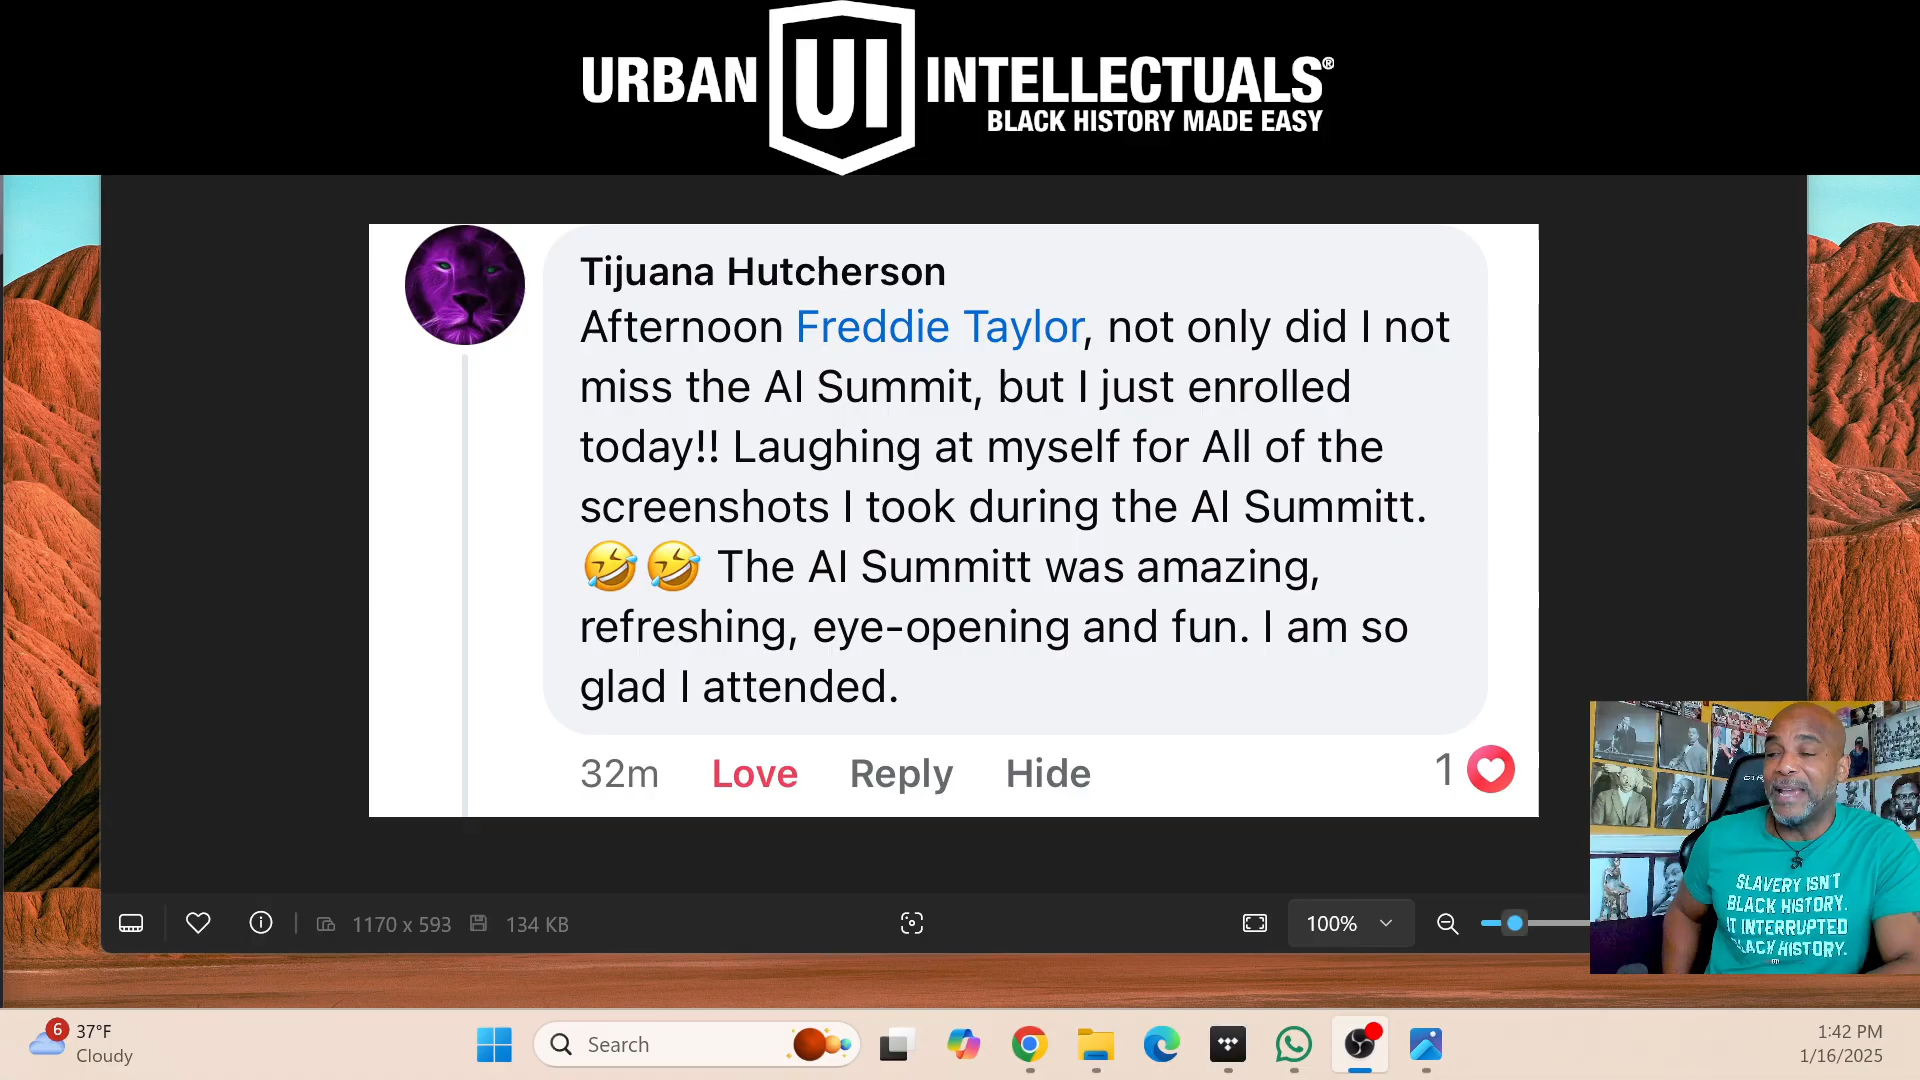 URBAN UI INTELLECTUALS®
BLACK HISTORY MADE EASY
Tijuana Hutcherson
Afternoon Freddie Taylor, not only did I not
miss the AI Summit, but I just enrolled
today!! Laughing at myself for All of the
screenshots I took during the AI Summitt.
🤣🤣 The AI Summitt was amazing,
refreshing, eye-opening and fun. I am so
glad I attended.
32m Love Reply Hide 1
SLAVERY ISN'T
BLACK HISTORY.
IT INTERRUPTED
BLACK HISTORY.
1170 x 593 134 KB 100%
6 37°F
Cloudy
Search
1:42 PM
1/16/2025